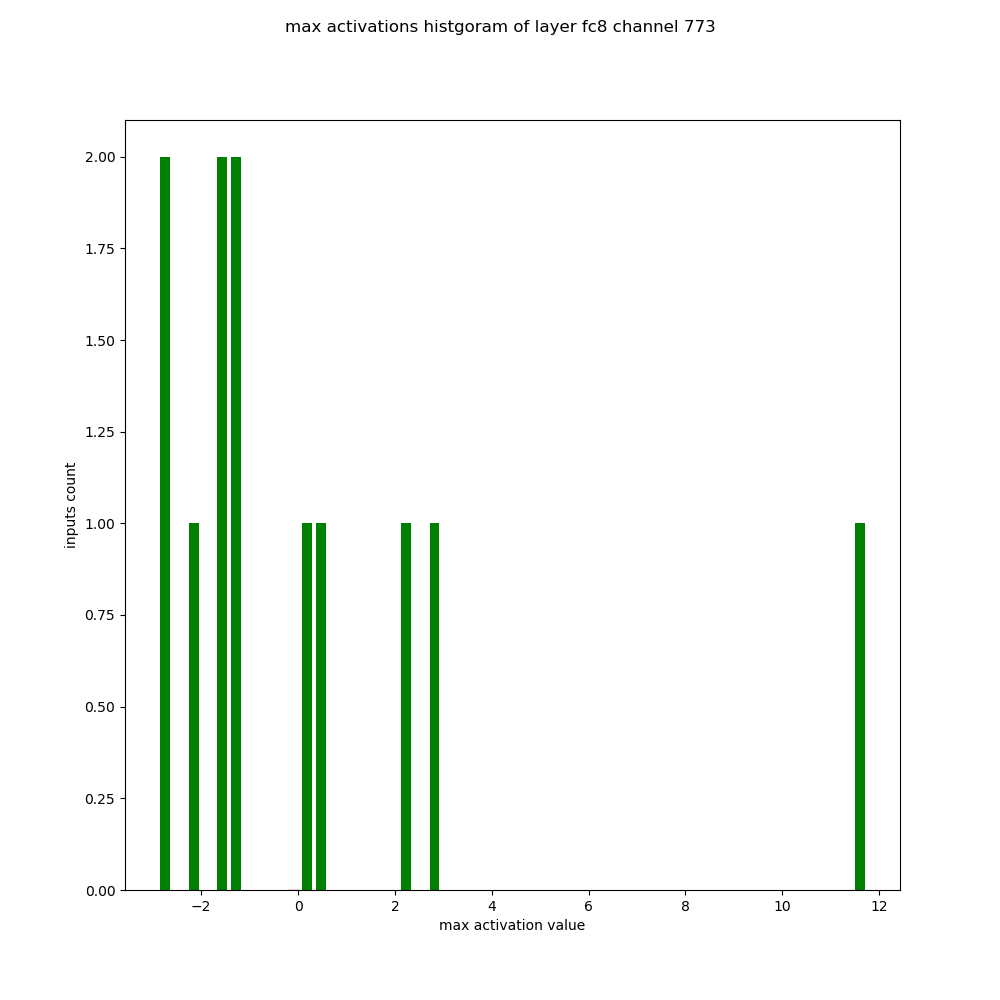 max activations histgoram of layer fc8 channel 773
2.00
1.75
1.50
1.25
1.00
0.75
0.50
0.25
0.00
inputs count
−2 0 2 4 6 8 10 12
max activation value